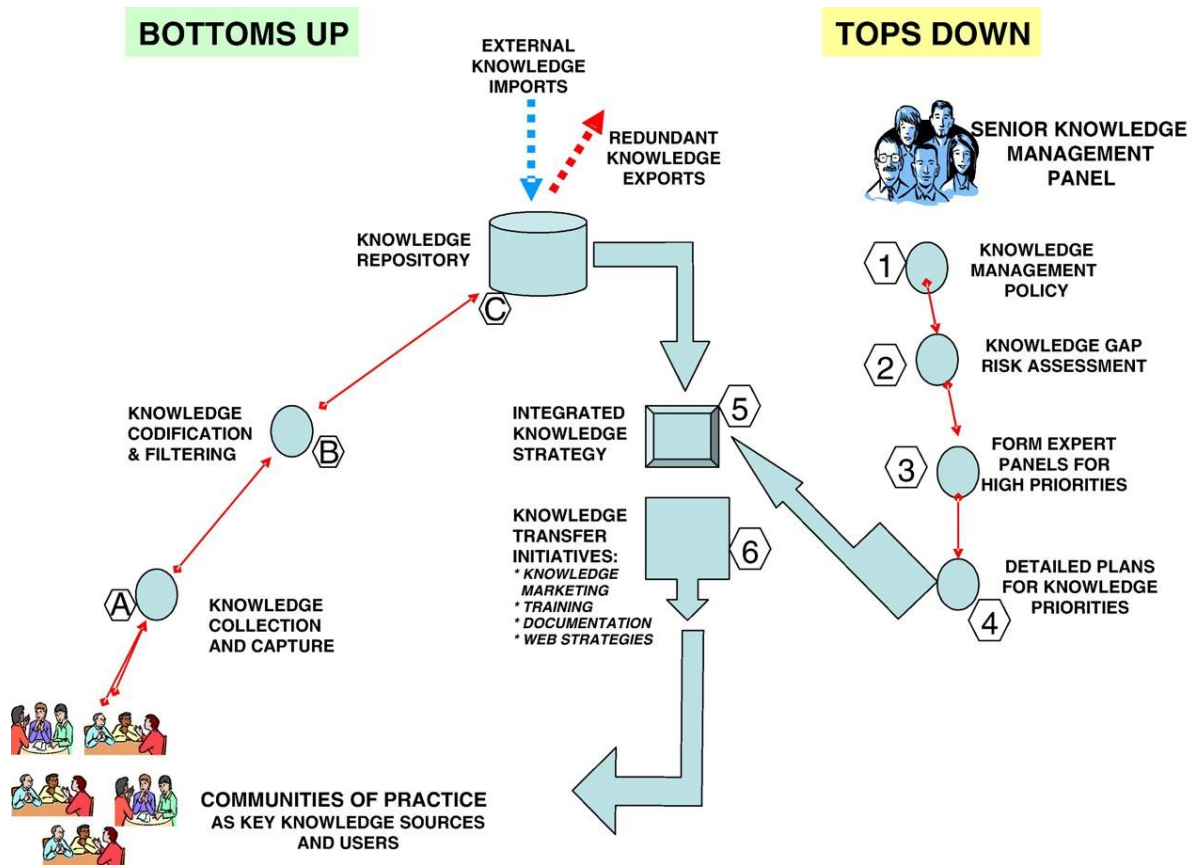 BOTTOMS UP
TOPS DOWN
EXTERNAL
KNOWLEDGE
IMPORTS
REDUNDANT
KNOWLEDGE
EXPORTS
SENIOR KNOWLEDGE
MANAGEMENT
PANEL
KNOWLEDGE
REPOSITORY
C
1
KNOWLEDGE
MANAGEMENT
POLICY
2
KNOWLEDGE GAP
RISK ASSESSMENT
KNOWLEDGE
CODIFICATION
& FILTERING
B
INTEGRATED
KNOWLEDGE
STRATEGY
5
3
FORM EXPERT
PANELS FOR
HIGH PRIORITIES
KNOWLEDGE
TRANSFER
INITIATIVES:
* KNOWLEDGE
MARKETING
* TRAINING
* DOCUMENTATION
* WEB STRATEGIES
6
DETAILED PLANS
FOR KNOWLEDGE
PRIORITIES
4
A
KNOWLEDGE
COLLECTION
AND CAPTURE
COMMUNITIES OF PRACTICE
AS KEY KNOWLEDGE SOURCES
AND USERS